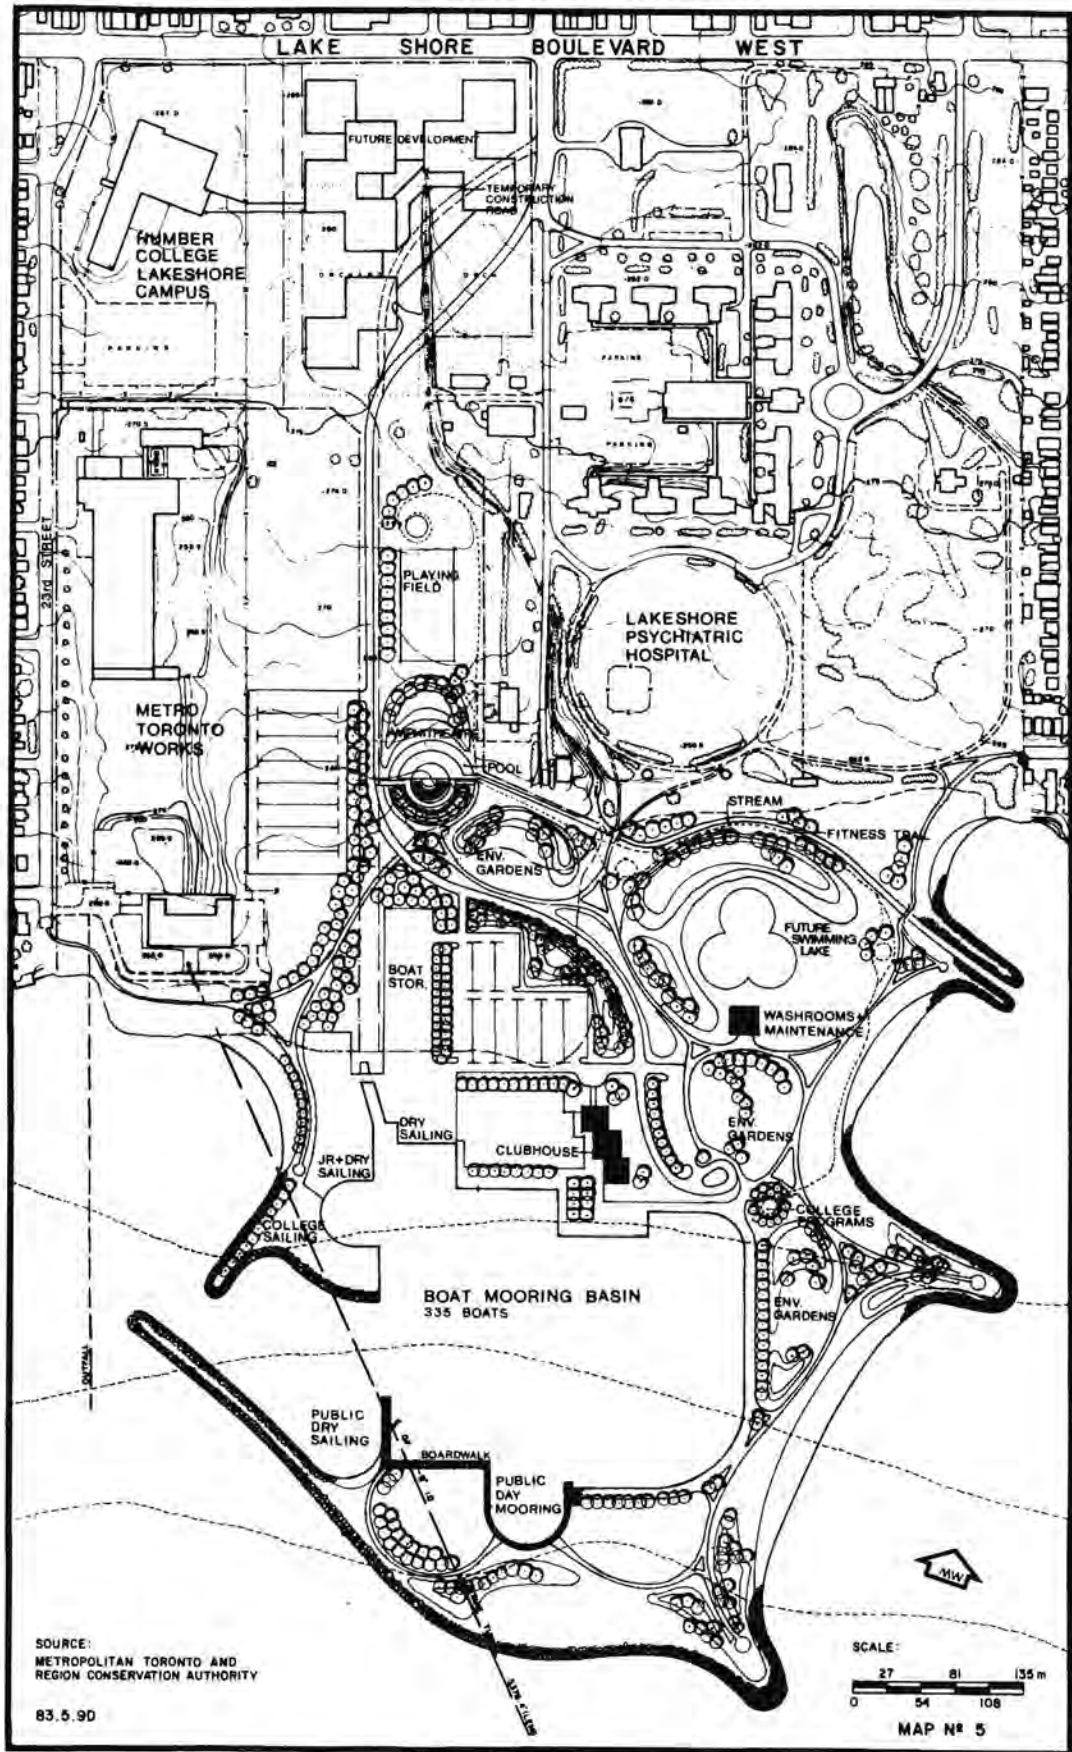 LAKE SHORE BOULEVARD WEST
FUTURE DEVELOPMENT
TEMPORARY
CONSTRUCTION
ROAD
HUMBER
COLLEGE
LAKESHORE
CAMPUS
PARKING
PARKING
PARKING
23rd STREET
PLAYING
FIELD
LAKESHORE
PSYCHIATRIC
HOSPITAL
METRO
TORONTO
WORKS
AMPHITHEATRE
POOL
STREAM
FITNESS TRAIL
ENV.
GARDENS
FUTURE
SWIMMING
LAKE
BOAT
STOR.
WASHROOMS+
MAINTENANCE
DRY
SAILING
CLUBHOUSE
ENV.
GARDENS
JR+DRY
SAILING
COLLEGE
SAILING
COLLEGE
PROGRAMS
BOAT MOORING BASIN
335 BOATS
ENV.
GARDENS
OUTFALL
PUBLIC
DRY
SAILING
BOARDWALK
PUBLIC
DAY
MOORING
MW
SOURCE:
METROPOLITAN TORONTO AND
REGION CONSERVATION AUTHORITY
83.5.9D
SCALE:
27 81 135 m
0 54 108
MAP Nº 5